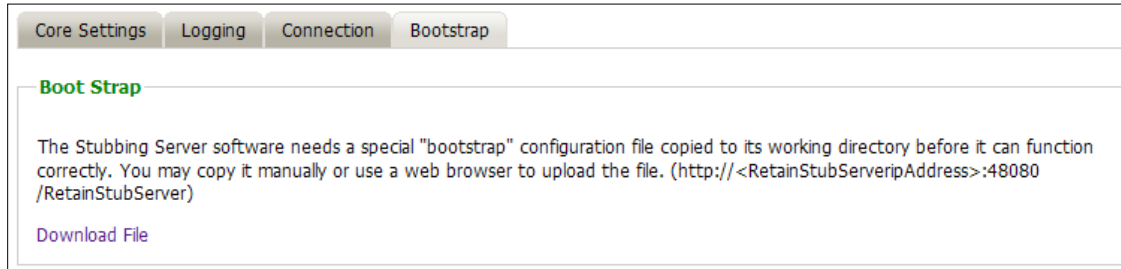 Core Settings Logging Connection Bootstrap
Boot Strap
The Stubbing Server software needs a special "bootstrap" configuration file copied to its working directory before it can function
correctly. You may copy it manually or use a web browser to upload the file. (http://<RetainStubServeripAddress>:48080
/RetainStubServer)
Download File